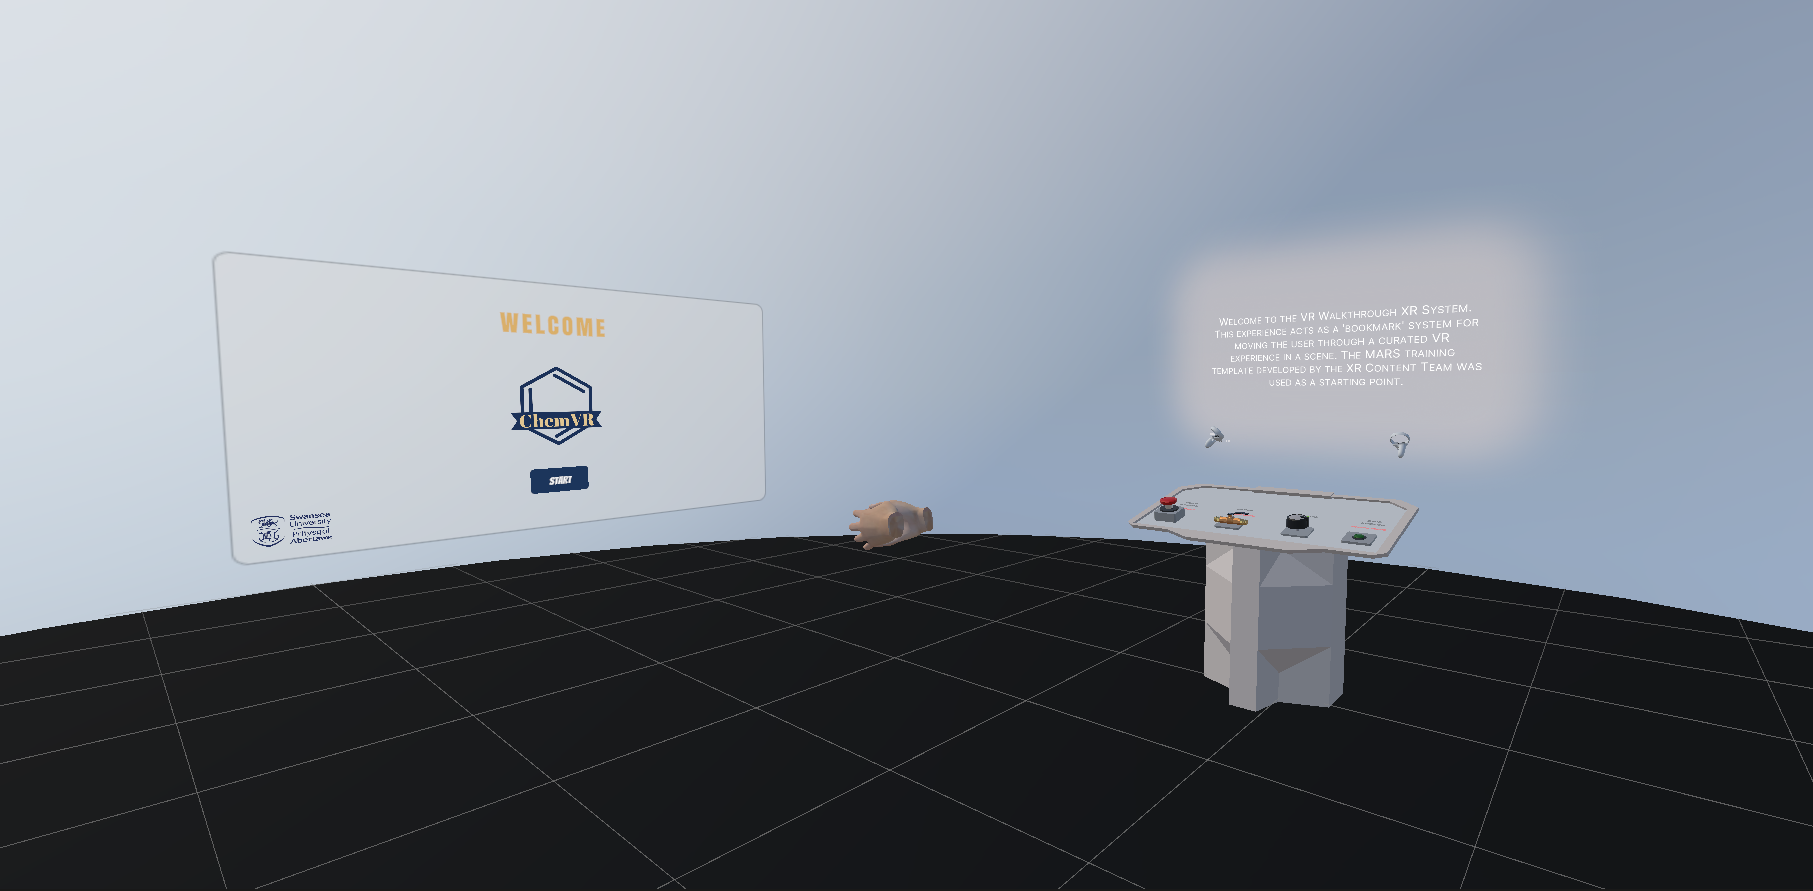 WELCOME
ChemVR
START
Swansea
University
Prifysgol
Abertawe
WELCOME TO THE VR WALKTHROUGH XR SYSTEM.
THIS EXPERIENCE ACTS AS A 'BOOKMARK' SYSTEM FOR
MOVING THE USER THROUGH A CURATED VR
EXPERIENCE IN A SCENE. THE MARS TRAINING
TEMPLATE DEVELOPED BY THE XR CONTENT TEAM WAS
USED AS A STARTING POINT.